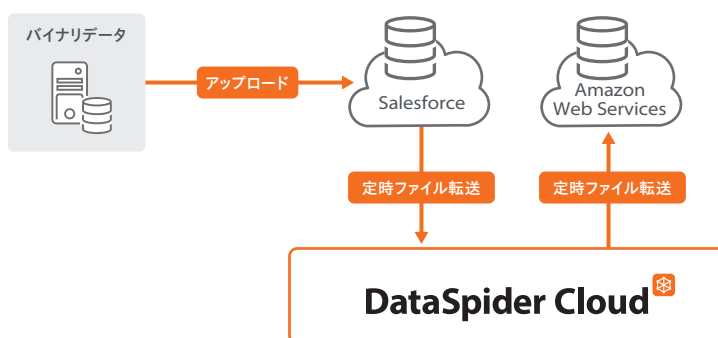 バイナリデータ
アップロード
Salesforce
Amazon
Web Services
定時ファイル転送
定時ファイル転送
DataSpider Cloud